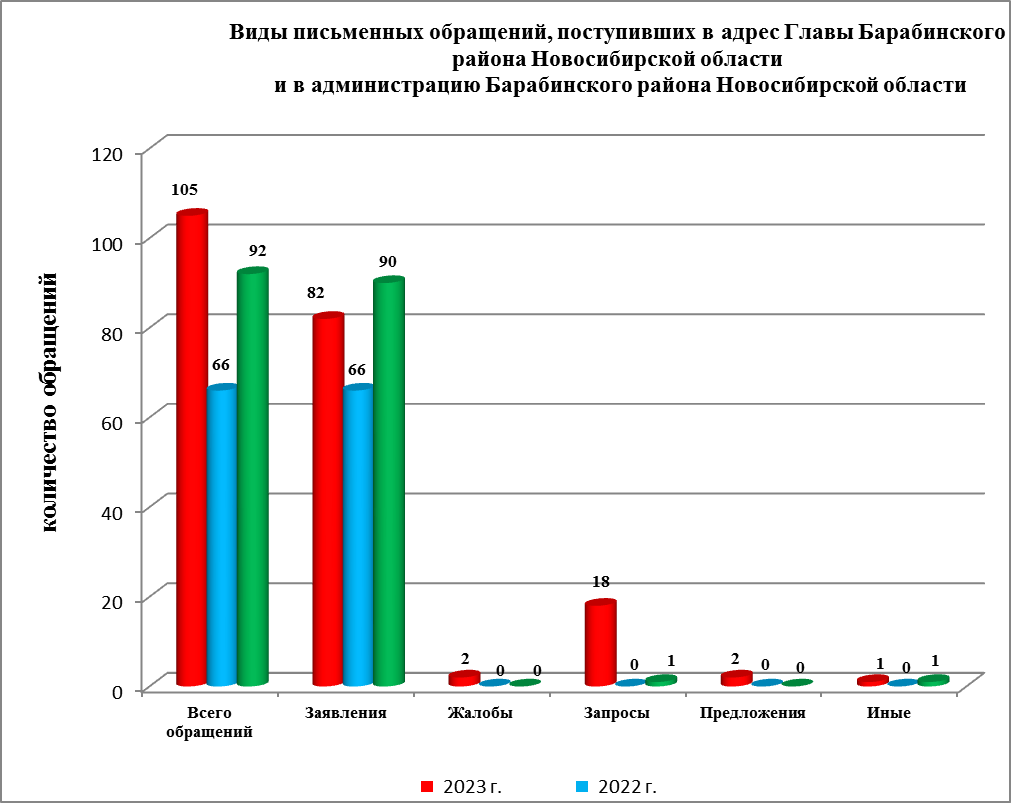 Виды письменных обращений, поступивших в адрес Главы Барабинского
района Новосибирской области
и в администрацию Барабинского района Новосибирской области
количество обращений
120
100
80
60
40
20
0
105
66
92
82
66
90
2
0
0
18
0
1
2
0
0
1
0
1
Всего
обращений
Заявления
Жалобы
Запросы
Предложения
Иные
2023 г.
2022 г.